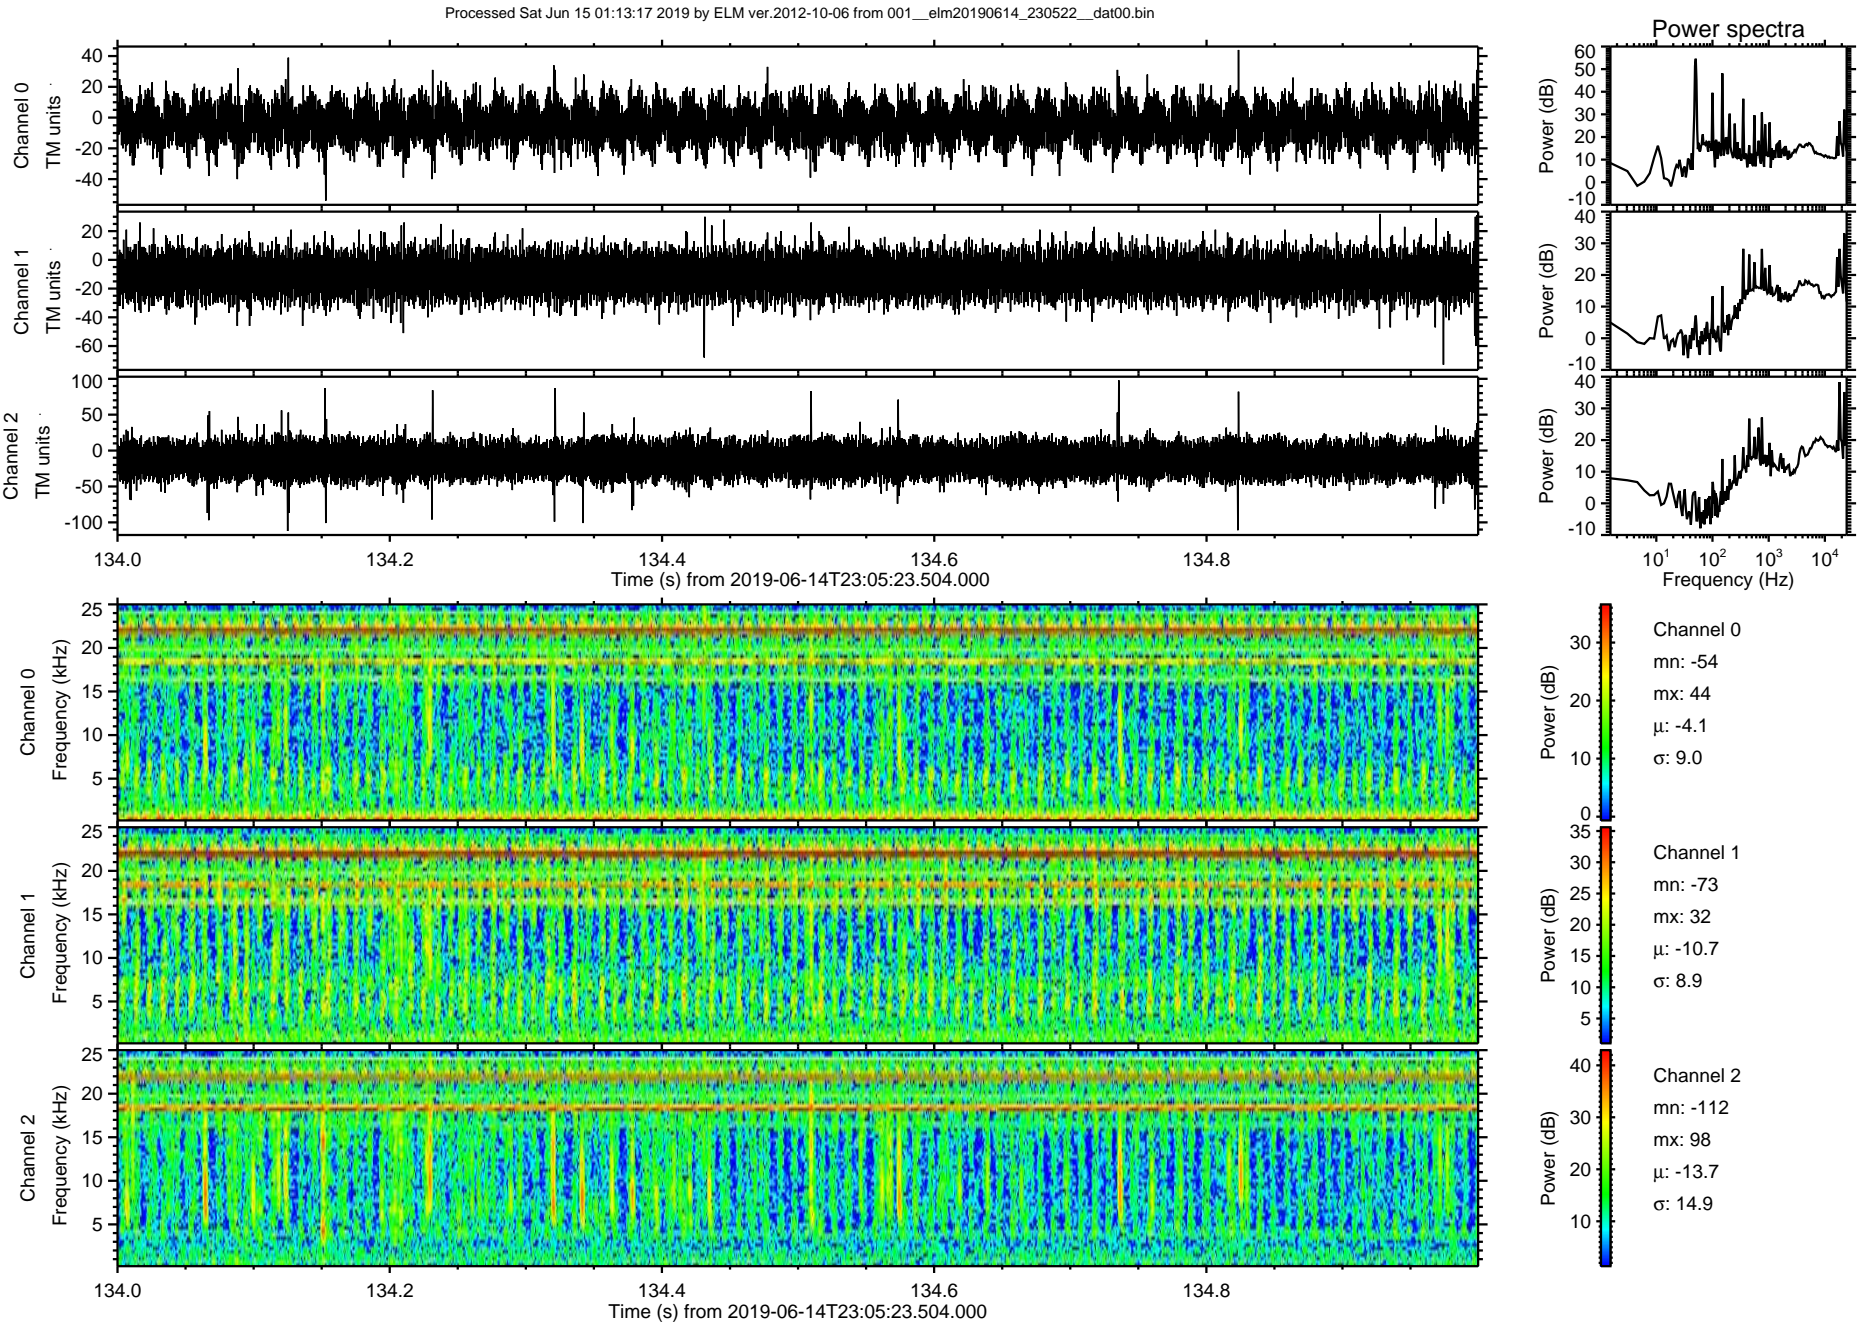 Processed Sat Jun 15 01:13:17 2019 by ELM ver.2012-10-06 from 001__elm20190614_230522__dat00.bin
Power spectra
Channel 0
TM units
40
20
0
-20
-40
Power (dB)
60
50
40
30
20
10
0
-10
Channel 1
TM units
20
0
-20
-40
-60
Power (dB)
40
30
20
10
0
-10
Channel 2
TM units
100
50
0
-50
-100
Power (dB)
40
30
20
10
0
-10
134.0 134.2 134.4 134.6 134.8
Time (s) from 2019-06-14T23:05:23.504.000
10^1 10^2 10^3 10^4
Frequency (Hz)
Channel 0
Frequency (kHz)
25
20
15
10
5
Power (dB)
30
20
10
0
Channel 0
mn: -54
mx: 44
µ: -4.1
σ: 9.0
Channel 1
Frequency (kHz)
25
20
15
10
5
Power (dB)
35
30
25
20
15
10
5
Channel 1
mn: -73
mx: 32
µ: -10.7
σ: 8.9
Channel 2
Frequency (kHz)
25
20
15
10
5
Power (dB)
40
30
20
10
Channel 2
mn: -112
mx: 98
µ: -13.7
σ: 14.9
134.0 134.2 134.4 134.6 134.8
Time (s) from 2019-06-14T23:05:23.504.000